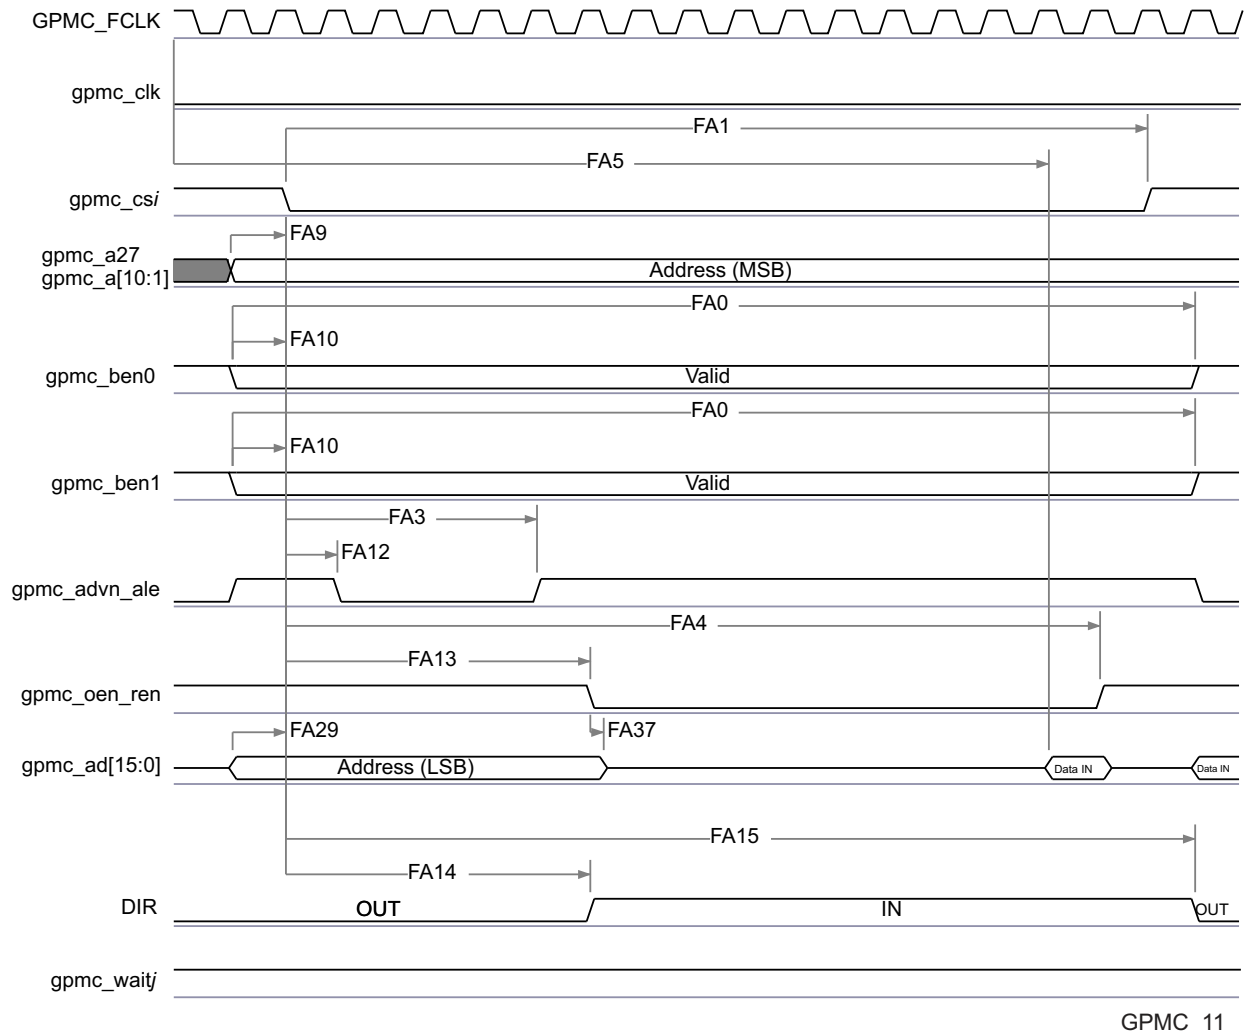 GPMC_FCLK
gpmc_clk
FA1
FA5
gpmc_csi
FA9
gpmc_a27
gpmc_a[10:1]
Address (MSB)
FA0
FA10
gpmc_ben0
Valid
FA0
FA10
gpmc_ben1
Valid
FA3
FA12
gpmc_advn_ale
FA4
FA13
gpmc_oen_ren
FA29
FA37
gpmc_ad[15:0]
Address (LSB)
Data IN
Data IN
FA15
FA14
DIR
OUT
IN
OUT
gpmc_waitj
GPMC_11